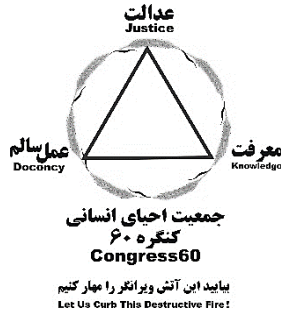 عدالت
Justice
عمل سالم
Doconcy
معرفت
Knowledge
جمعیت احیای انسانی
کنگره ۶۰
Congress60
بیایید این آتش ویرانگر را مهار کنیم
Let Us Curb This Destructive Fire!